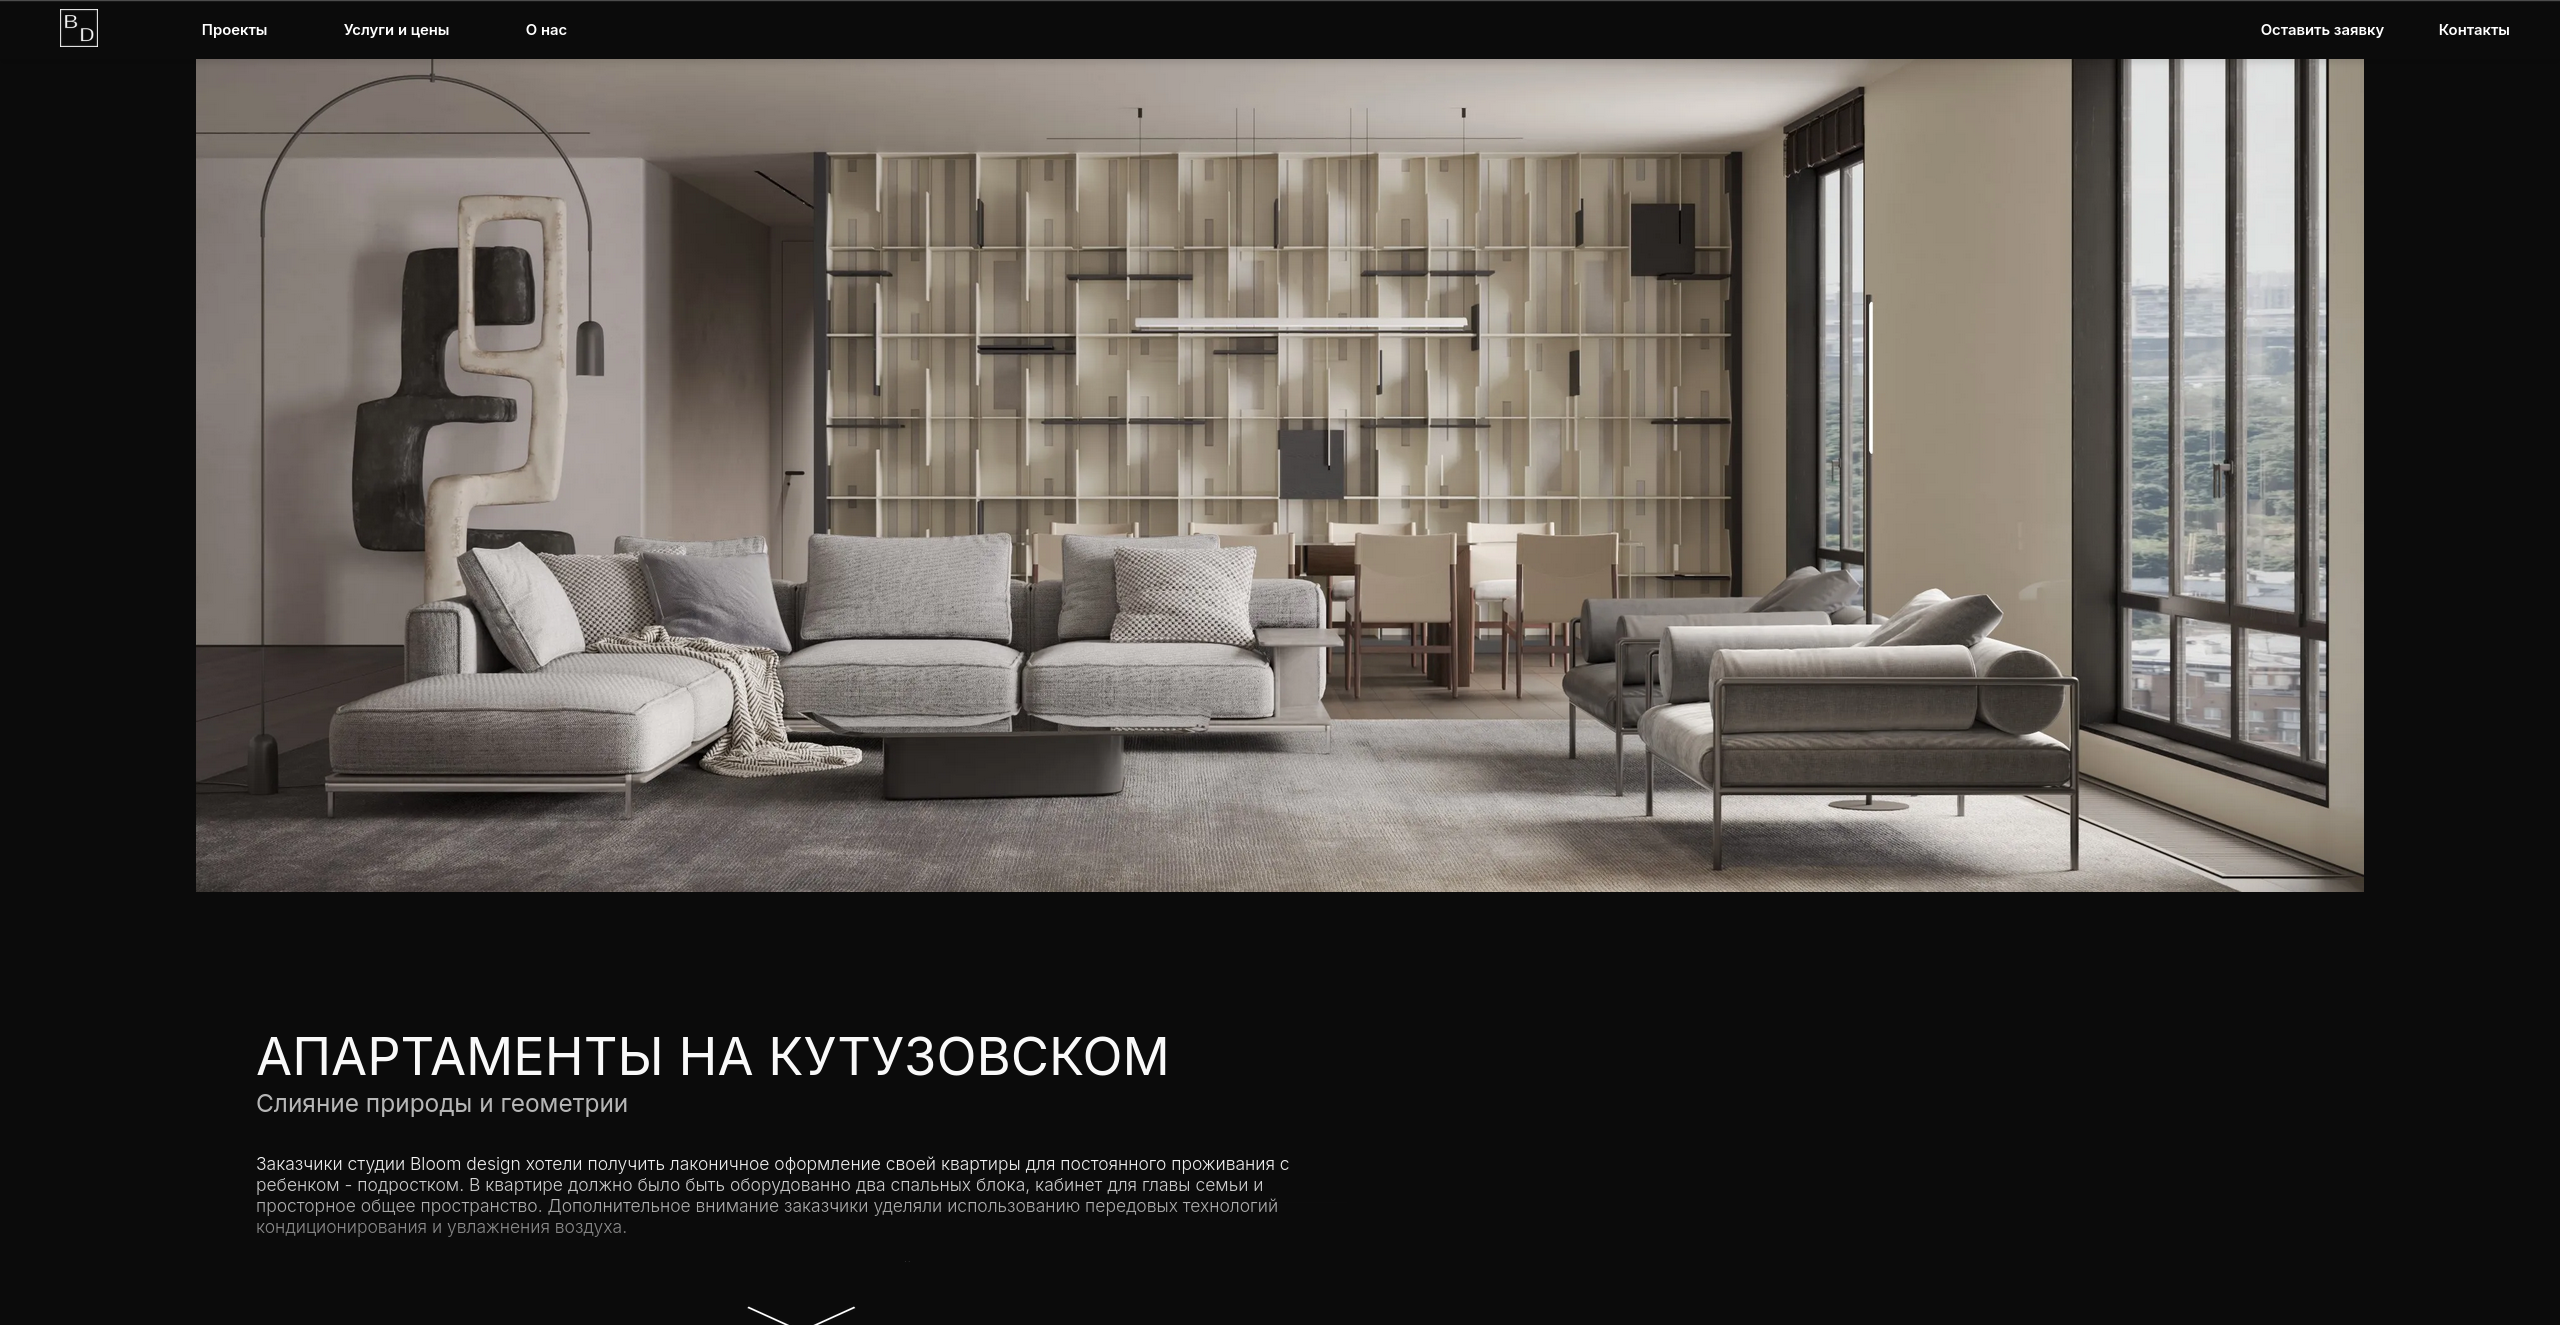 B
D
Проекты
Услуги и цены
О нас
Оставить заявку
Контакты
АПАРТАМЕНТЫ НА КУТУЗОВСКОМ
Слияние природы и геометрии
Заказчики студии Bloom design хотели получить лаконичное оформление своей квартиры для постоянного проживания с
ребенком - подростком. В квартире должно было быть оборудованно два спальных блока, кабинет для главы семьи и
просторное общее пространство. Дополнительное внимание заказчики уделяли использованию передовых технологий
кондиционирования и увлажнения воздуха.